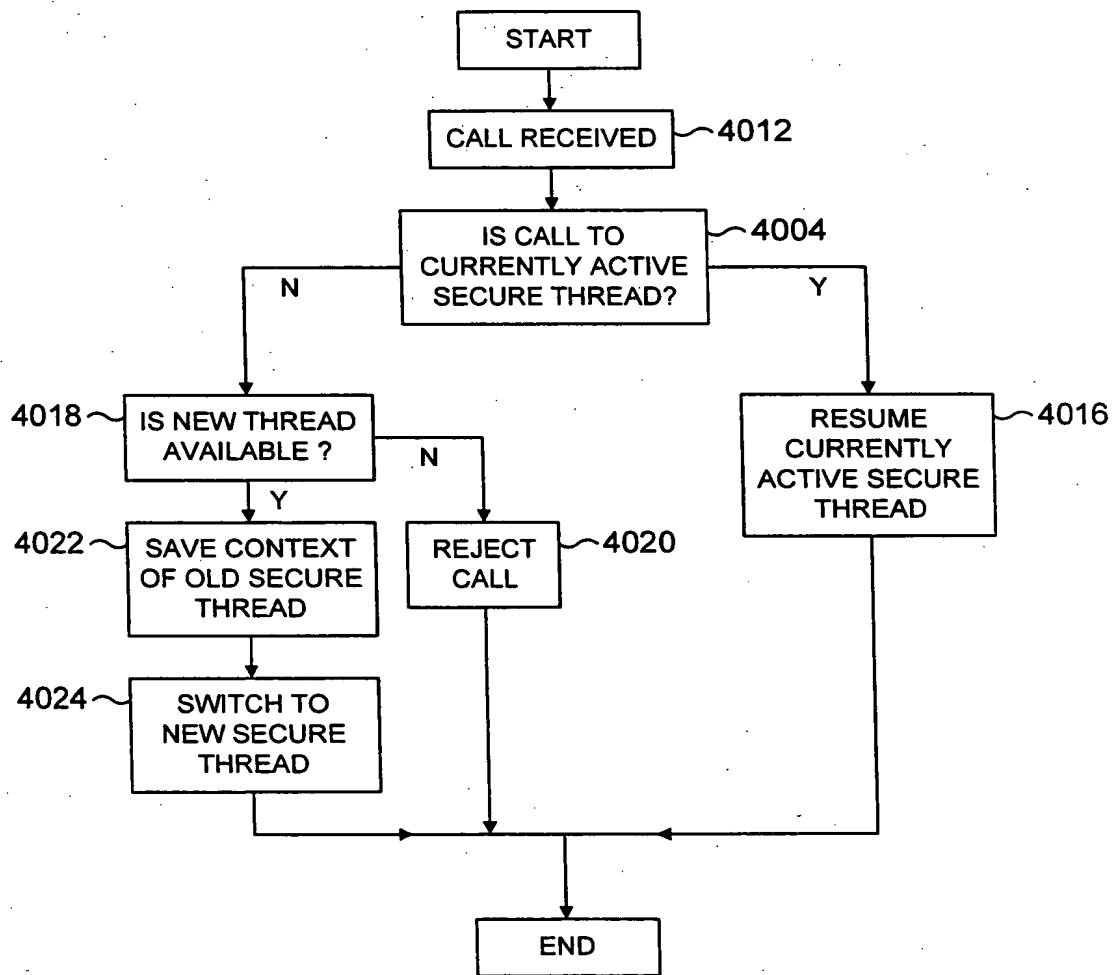 START
CALL RECEIVED
4012
IS CALL TO
CURRENTLY ACTIVE
SECURE THREAD?
4004
N
Y
4018
IS NEW THREAD
AVAILABLE ?
N
Y
RESUME
CURRENTLY
ACTIVE SECURE
THREAD
4016
4022
SAVE CONTEXT
OF OLD SECURE
THREAD
REJECT
CALL
4020
4024
SWITCH TO
NEW SECURE
THREAD
END